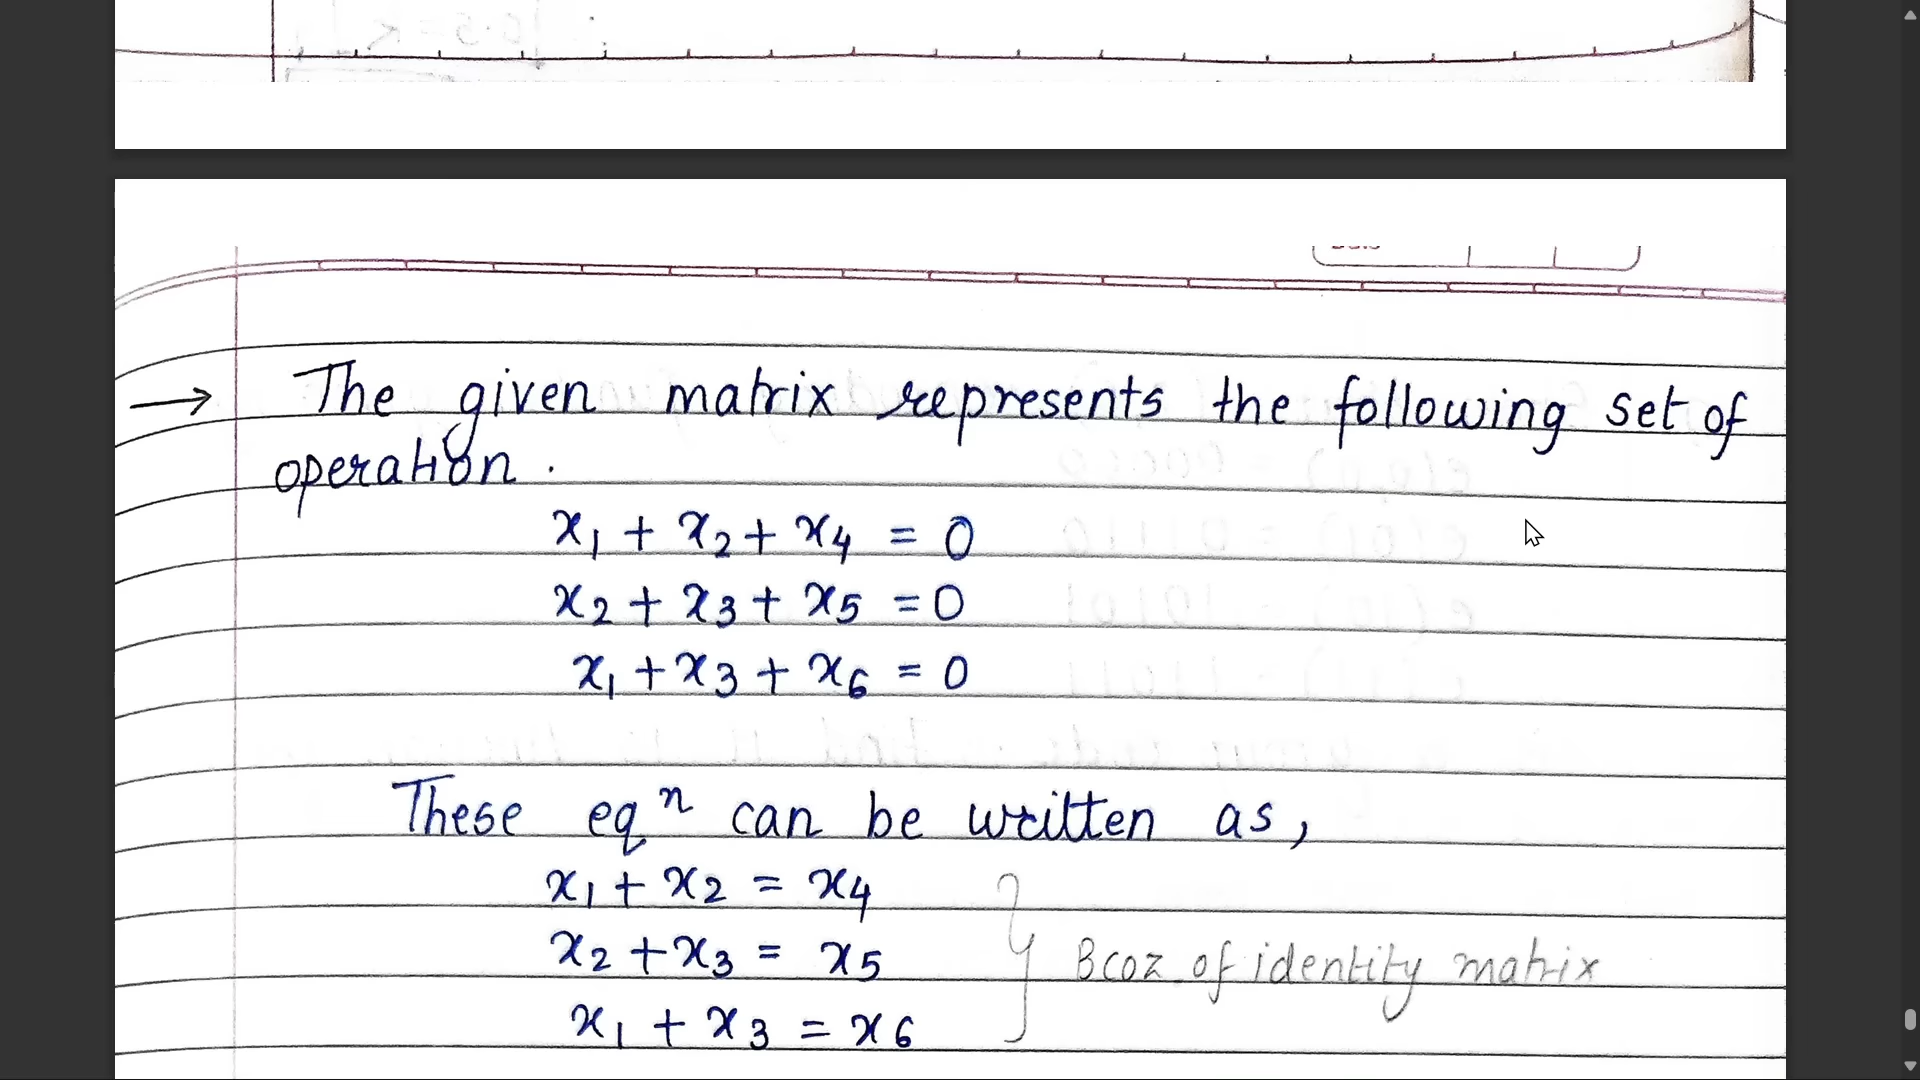 The given matrix represents the following set of
operation.
x₁ + x₂ + x₄ = 0
x₂ + x₃ + x₅ = 0
x₁ + x₃ + x₆ = 0
These eqⁿ can be written as,
x₁ + x₂ = x₄
x₂ + x₃ = x₅
Bcoz of identity matrix
x₁ + x₃ = x₆